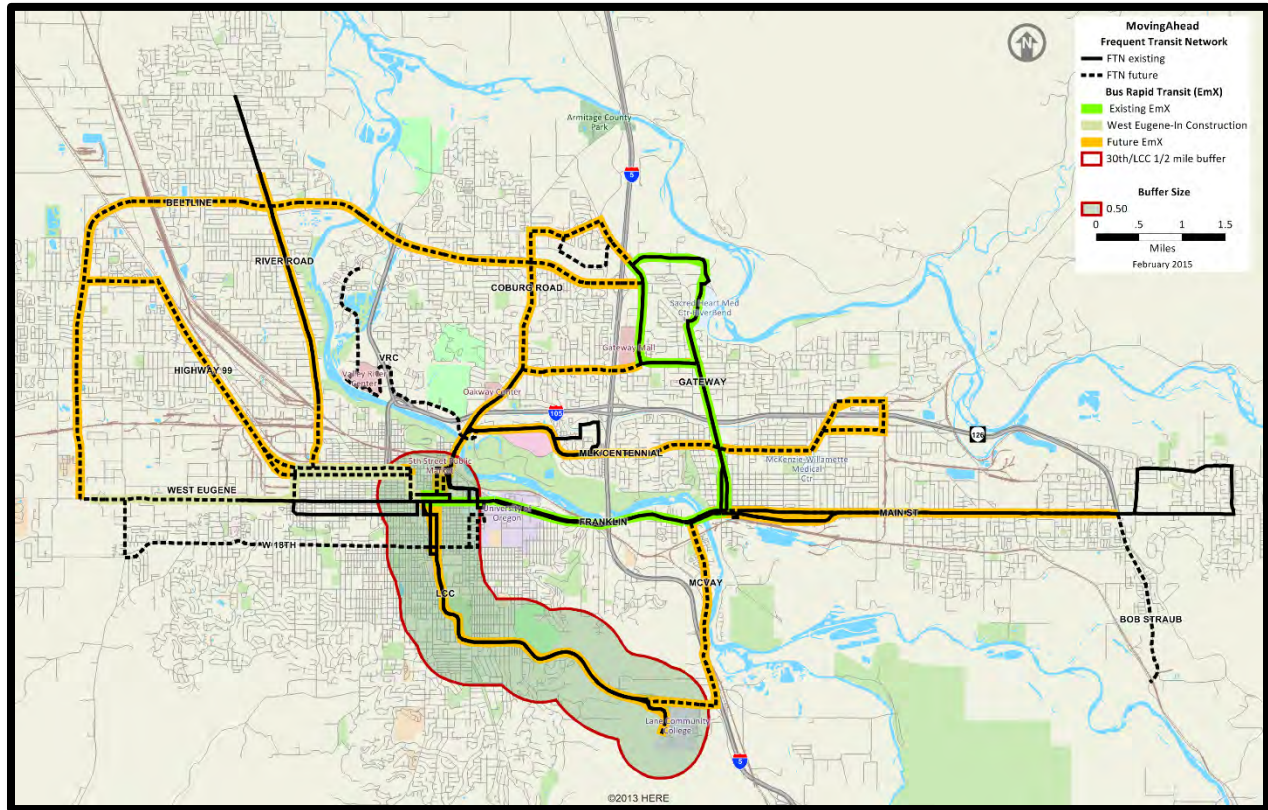 MovingAhead
Frequent Transit Network
FTN existing
FTN future
Bus Rapid Transit (EmX)
Existing EmX
West Eugene-In Construction
Future EmX
30th/LCC 1/2 mile buffer
Buffer Size
0.50
0 .5 1 1.5
Miles
February 2015
N
Armitage County
Park
5
BELTLINE
RIVER ROAD
COBURG ROAD
Sacred Heart Med
Ctr-RiverBend
Gateway Mall
VRC
HIGHWAY 99
Valley River
Center
GATEWAY
Oakway Center
105
126
MLK/CENTENNIAL
McKenzie-Willamette
Medical
Ctr
5th Street Public
Market
WEST EUGENE
University of
Oregon
FRANKLIN
MAIN ST
W 18TH
MCVAY
LCC
BOB STRAUB
Lane Community
College
5
©2013 HERE